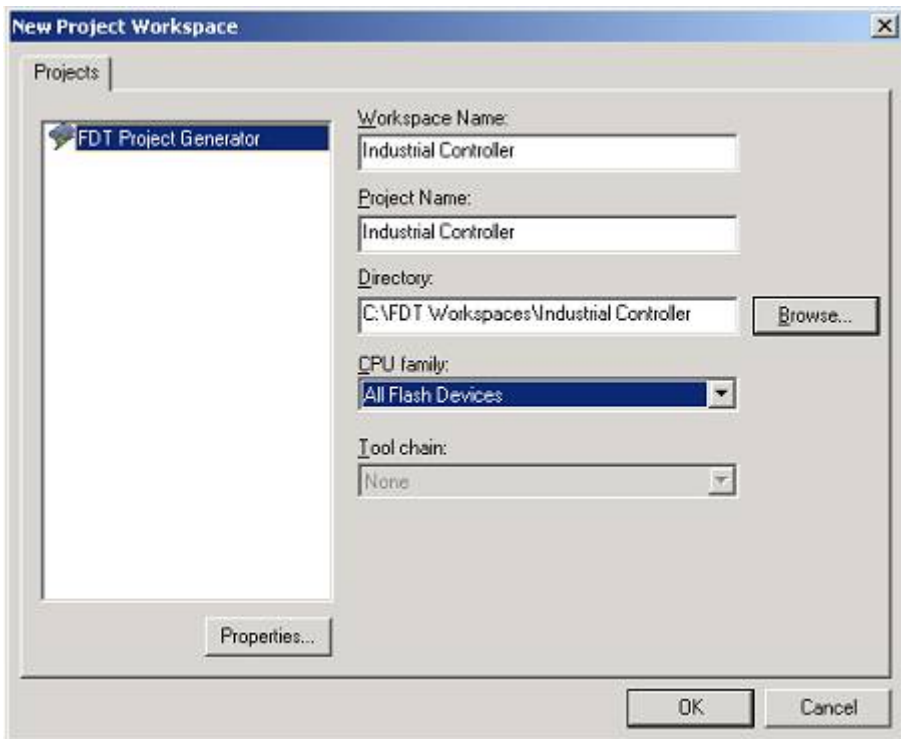 New Project Workspace
Projects
FDT Project Generator
Workspace Name:
Industrial Controller
Project Name:
Industrial Controller
Directory:
C:\FDT Workspaces\Industrial Controller
Browse...
CPU family:
All Flash Devices
Tool chain:
None
Properties...
OK
Cancel